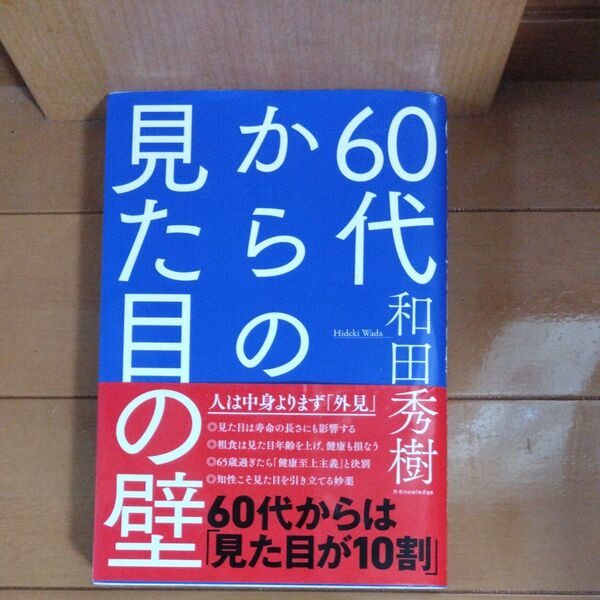 60代
からの
見た目の壁
和田秀樹
Hideki Wada
X-Knowledge
人は中身よりまず「外見」
◎見た目は寿命の長さにも影響する
◎粗食は見た目年齢を上げ、健康も損なう
◎65歳過ぎたら「健康至上主義」と決別
◎知性こそ見た目を引き立てる妙薬
60代からは
「見た目が10割」